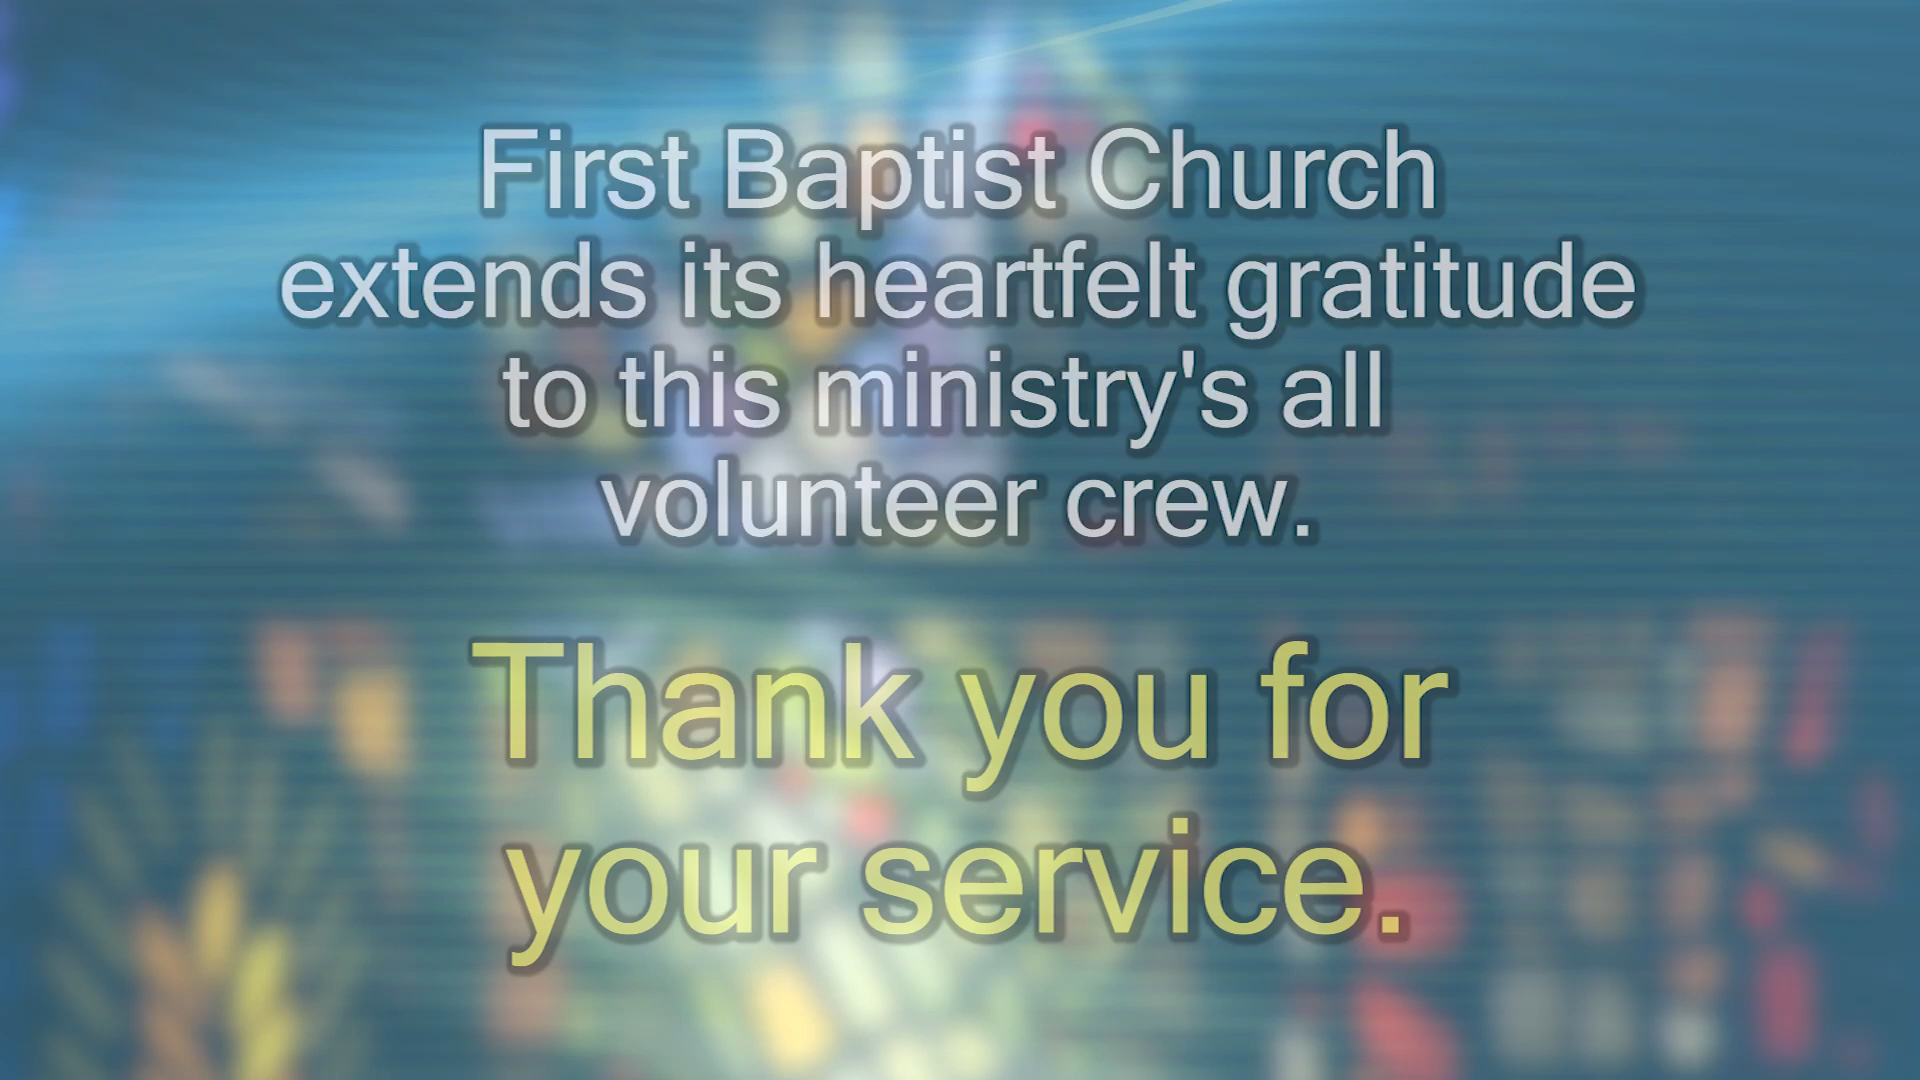 First Baptist Church
extends its heartfelt gratitude
to this ministry's all
volunteer crew.
Thank you for
your service.